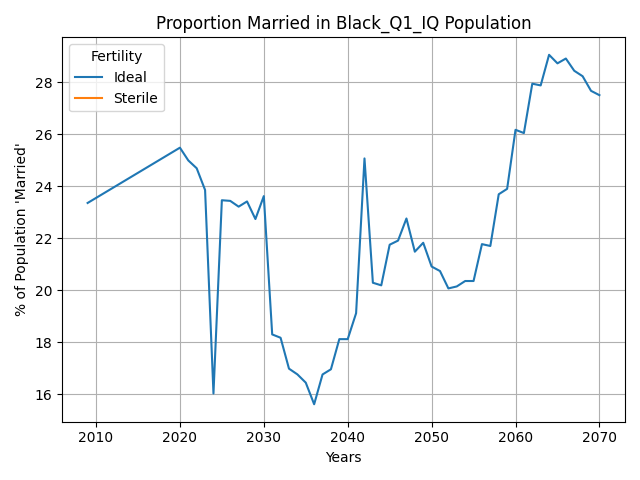 Proportion Married in Black_Q1_IQ Population
% of Population 'Married'
Fertility
Ideal
Sterile
28
26
24
22
20
18
16
2010 2020 2030 2040 2050 2060 2070
Years